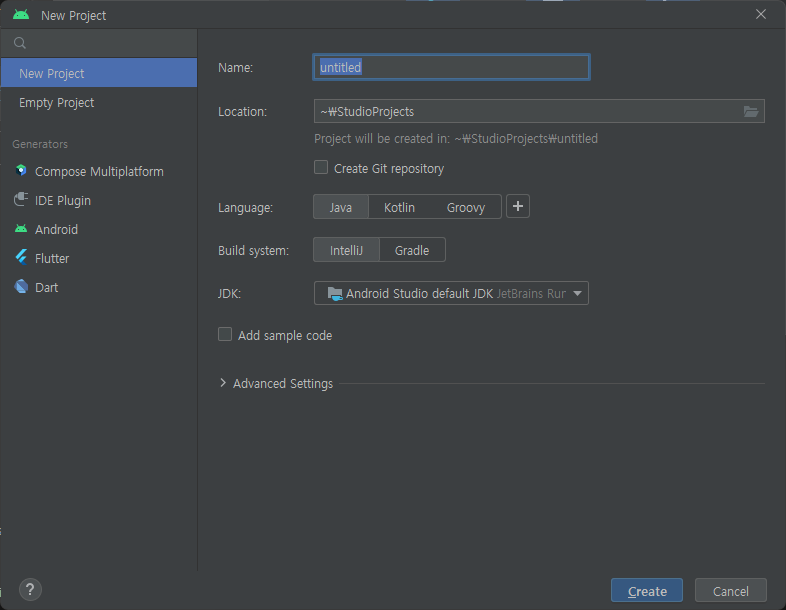 New Project
New Project
Empty Project
Generators
Compose Multiplatform
IDE Plugin
Android
Flutter
Dart
Name: untitled
Location: ~₩StudioProjects
Project will be created in: ~₩StudioProjects₩untitled
Create Git repository
Language: Java Kotlin Groovy +
Build system: IntelliJ Gradle
JDK: Android Studio default JDK JetBrains Rur
Add sample code
Advanced Settings
? Create Cancel